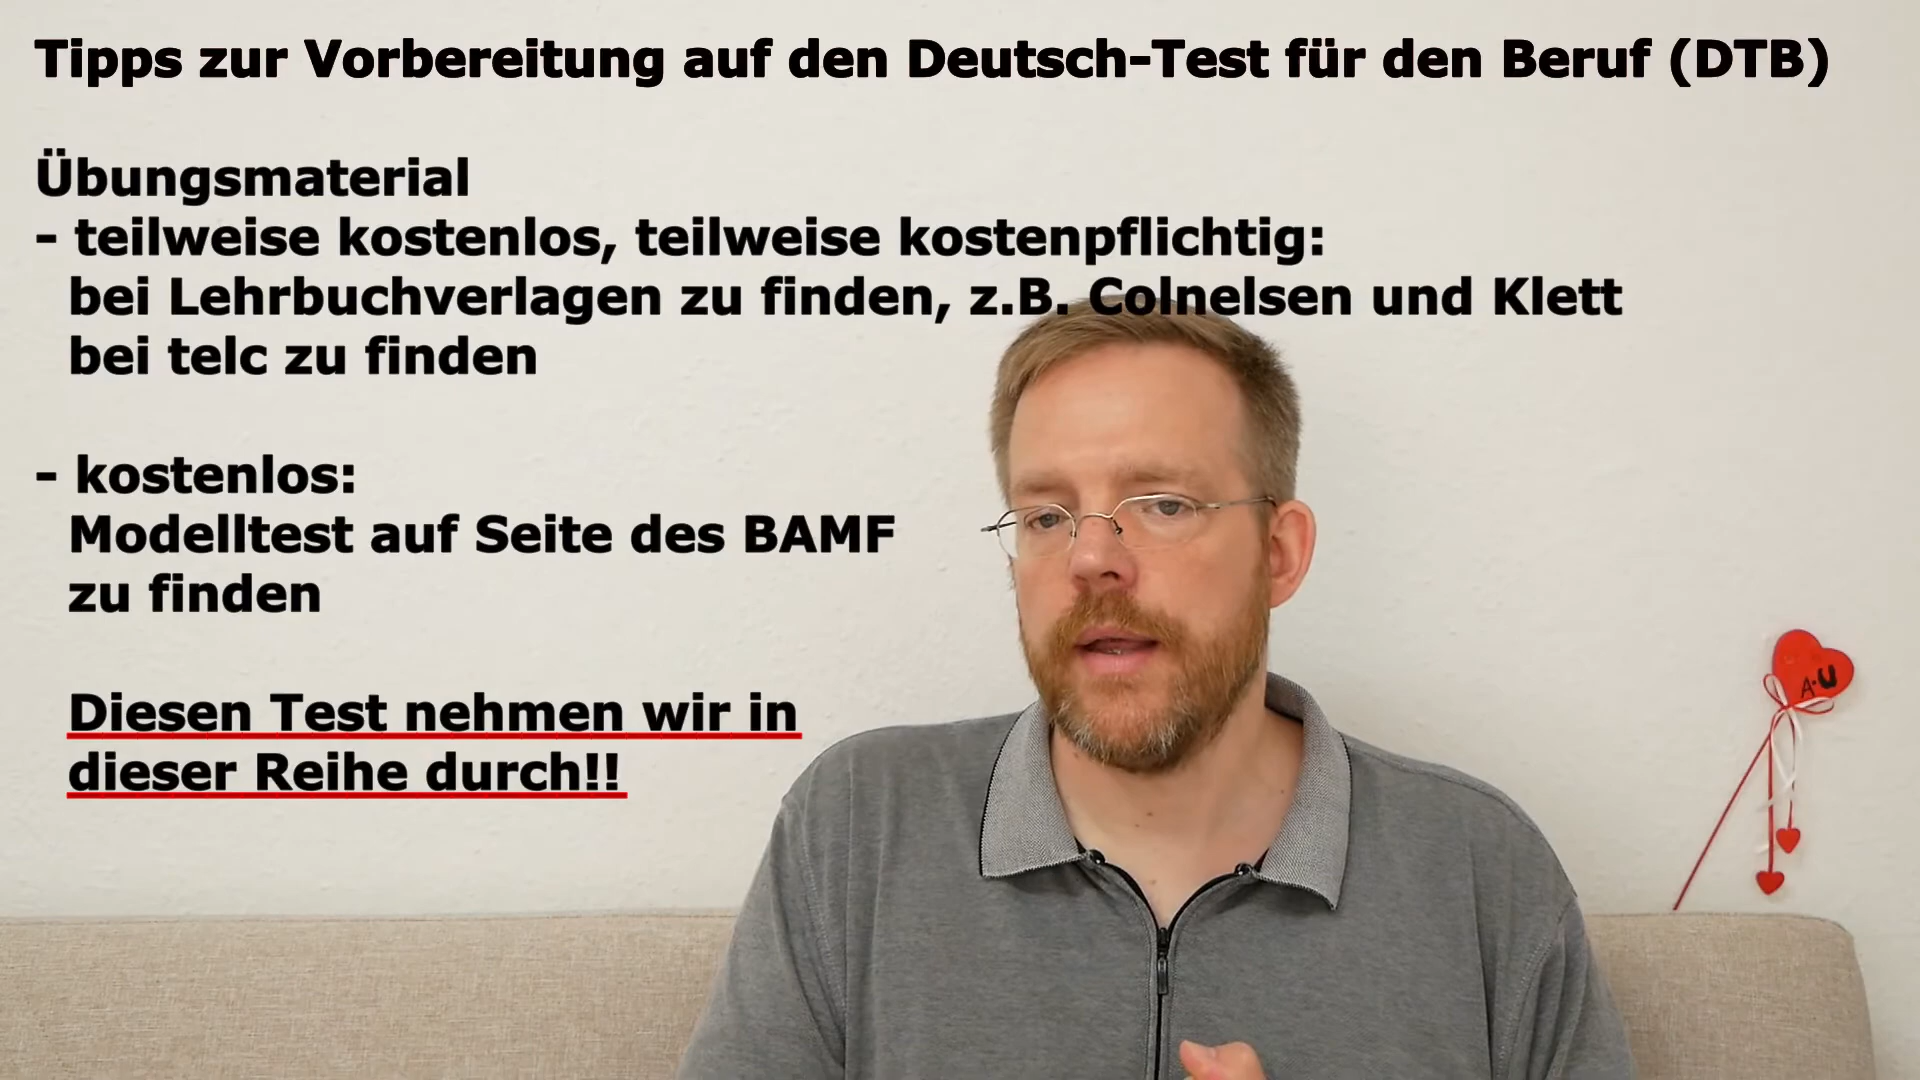 Tipps zur Vorbereitung auf den Deutsch-Test für den Beruf (DTB)
Übungsmaterial
- teilweise kostenlos, teilweise kostenpflichtig:
bei Lehrbuchverlagen zu finden, z.B. Colnelsen und Klett
bei telc zu finden
- kostenlos:
Modelltest auf Seite des BAMF
zu finden
Diesen Test nehmen wir in
dieser Reihe durch!!
A+U